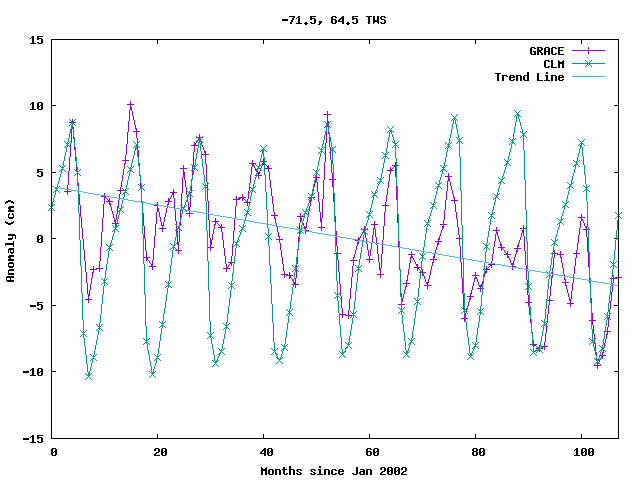 -71.5, 64.5 TWS
GRACE
CLM
Trend Line
15
10
5
0
-5
-10
-15
Anomaly (cm)
0 20 40 60 80 100
Months since Jan 2002